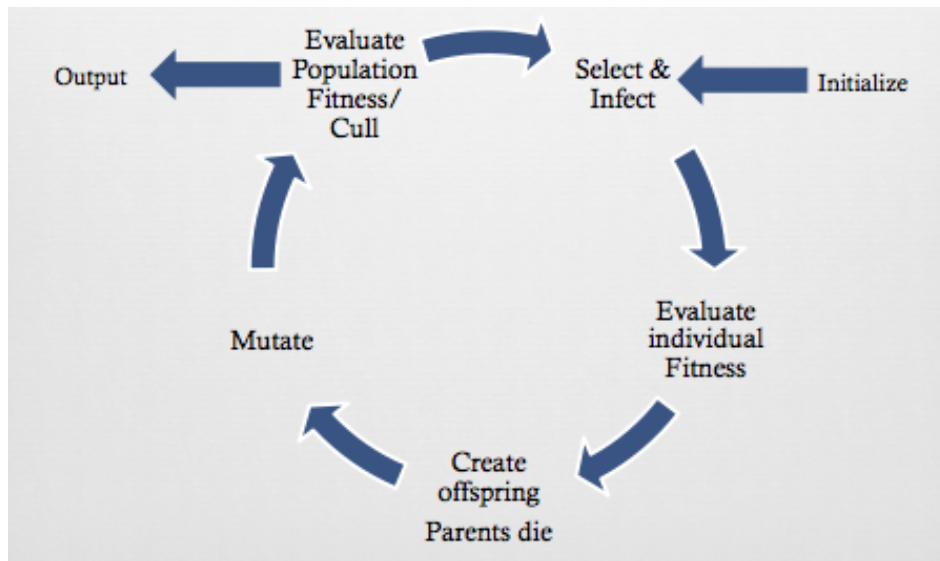 Evaluate
Population
Fitness/
Cull
Output
Select &
Infect
Initialize
Evaluate
individual
Fitness
Create
offspring
Parents die
Mutate